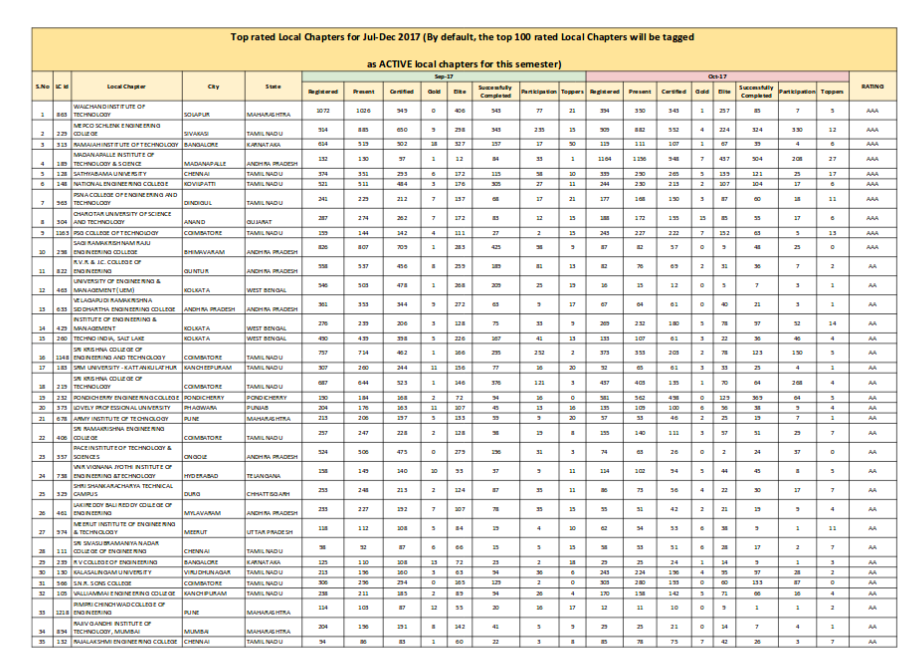 Top rated Local Chapters for Jul-Dec 2017 (By default, the top 100 rated Local Chapters will be tagged
as ACTIVE local chapters for this semester)
Sep-17 Oct-17
S.No LC Id Local Chapter City State Registered Present Certified Gold Elite Successfully Completed Participation Toppers Registered Present Certified Gold Elite Successfully Completed Participation Toppers RATING
1 863 WALCHAND INSTITUTE OF TECHNOLOGY SOLAPUR MAHARASHTRA 1072 1026 949 0 406 543 77 21 394 350 343 1 257 85 7 5 AAA
2 229 MEPCO SCHLENK ENGINEERING COLLEGE SIVAKASI TAMIL NADU 914 885 650 9 298 343 235 15 909 882 552 4 224 324 330 12 AAA
3 313 RAMAIAH INSTITUTE OF TECHNOLOGY BANGALORE KARNATAKA 614 519 502 18 327 157 17 50 119 111 107 1 67 39 4 6 AAA
4 189 MADANAPALLE INSTITUTE OF TECHNOLOGY & SCIENCE MADANAPALLE ANDHRA PRADESH 132 130 97 1 12 84 33 1 1164 1156 948 7 437 504 208 27 AAA
5 128 SATHYABAMA UNIVERSITY CHENNAI TAMIL NADU 374 351 293 6 172 115 58 10 339 290 265 5 139 121 25 17 AAA
6 148 NATIONAL ENGINEERING COLLEGE KOVILPATTI TAMIL NADU 521 511 484 3 176 305 27 11 244 230 213 2 107 104 17 6 AAA
7 563 PSNA COLLEGE OF ENGINEERING AND TECHNOLOGY DINDIGUL TAMIL NADU 241 229 212 7 137 68 17 21 177 168 150 3 87 60 18 11 AAA
8 304 CHAROTAR UNIVERSITY OF SCIENCE AND TECHNOLOGY ANAND GUJARAT 287 274 262 7 172 83 12 15 188 172 155 15 85 55 17 6 AAA
9 1163 PSG COLLEGE OF TECHNOLOGY COIMBATORE TAMIL NADU 159 144 142 4 111 27 2 15 243 227 222 7 152 63 5 13 AAA
10 298 SAGI RAMAKRISHNAM RAJU ENGINEERING COLLEGE BHIMAVARAM ANDHRA PRADESH 826 807 709 1 283 425 98 9 87 82 57 0 9 48 25 0 AAA
11 822 R.V.R. & J.C. COLLEGE OF ENGINEERING GUNTUR ANDHRA PRADESH 558 537 456 8 259 189 81 13 82 76 69 2 31 36 7 2 AA
12 463 UNIVERSITY OF ENGINEERING & MANAGEMENT (UEM) KOLKATA WEST BENGAL 546 503 478 1 268 209 25 19 16 15 12 0 5 7 3 1 AA
13 633 VELAGAPUDI RAMAKRISHNA SIDDHARTHA ENGINEERING COLLEGE ANDHRA PRADESH ANDHRA PRADESH 361 353 344 9 272 63 9 17 67 64 61 0 40 21 3 1 AA
14 429 INSTITUTE OF ENGINEERING & MANAGEMENT KOLKATA WEST BENGAL 276 239 206 3 128 75 33 9 269 232 180 5 78 97 52 14 AA
15 260 TECHNO INDIA, SALT LAKE KOLKATA WEST BENGAL 490 439 398 5 226 167 41 13 133 107 61 3 22 36 46 4 AA
16 1148 SRI KRISHNA COLLEGE OF ENGINEERING AND TECHNOLOGY COIMBATORE TAMIL NADU 757 714 462 1 166 295 252 2 373 353 203 2 78 123 150 5 AA
17 183 SRM UNIVERSITY - KATTANKULATHUR KANCHEEPURAM TAMIL NADU 307 260 244 11 156 77 16 20 92 65 61 3 33 25 4 1 AA
18 215 SRI KRISHNA COLLEGE OF TECHNOLOGY COIMBATORE TAMIL NADU 687 644 523 1 146 376 121 3 437 403 135 1 70 64 268 4 AA
19 232 PONDICHERRY ENGINEERING COLLEGE PONDICHERRY PONDICHERRY 190 184 168 2 72 94 16 0 581 562 498 0 129 369 64 5 AA
20 373 LOVELY PROFESSIONAL UNIVERSITY PHAGWARA PUNJAB 204 176 163 11 107 45 13 16 135 109 100 6 56 38 9 4 AA
21 678 ARMY INSTITUTE OF TECHNOLOGY PUNE MAHARASHTRA 213 206 197 5 133 59 9 20 57 53 46 2 25 19 7 1 AA
22 406 SRI RAMAKRISHNA ENGINEERING COLLEGE COIMBATORE TAMIL NADU 257 247 228 2 128 98 19 8 155 140 111 3 57 51 29 7 AA
23 357 PACE INSTITUTE OF TECHNOLOGY & SCIENCES ONGOLE ANDHRA PRADESH 524 506 475 0 279 196 31 3 74 63 26 0 2 24 37 0 AA
24 738 VNR VIGNANA JYOTHI INSTITUTE OF ENGINEERING & TECHNOLOGY HYDERABAD TELANGANA 158 149 140 10 93 37 9 11 114 102 94 5 44 45 8 5 AA
25 329 SHRI SHANKARACHARYA TECHNICAL CAMPUS DURG CHHATTISGARH 253 248 213 2 124 87 35 11 86 73 56 4 22 30 17 7 AA
26 461 LAKIREDDY BALI REDDY COLLEGE OF ENGINEERING MYLAVARAM ANDHRA PRADESH 233 227 192 7 107 78 35 15 55 51 42 2 21 19 9 4 AA
27 974 MEERUT INSTITUTE OF ENGINEERING & TECHNOLOGY MEERUT UTTAR PRADESH 118 112 108 5 84 19 4 10 62 54 53 6 38 9 1 11 AA
28 111 SRI SIVASUBRAMANIYA NADAR COLLEGE OF ENGINEERING CHENNAI TAMIL NADU 98 92 87 6 66 15 5 15 58 53 51 6 28 17 2 7 AA
29 239 R V COLLEGE OF ENGINEERING BANGALORE KARNATAKA 125 110 108 13 72 23 2 18 29 25 24 1 14 9 1 3 AA
30 130 KALASALINGAM UNIVERSITY VIRUDHUNAGAR TAMIL NADU 213 196 160 3 63 94 36 6 243 224 196 4 95 97 28 2 AA
31 566 S.N.R. SONS COLLEGE COIMBATORE TAMIL NADU 306 296 294 0 165 129 2 0 303 280 193 0 60 133 87 0 AA
32 105 VALLIAMMAI ENGINEERING COLLEGE KANCHIPURAM TAMIL NADU 238 211 185 2 89 94 26 4 170 158 142 5 71 66 16 4 AA
33 1218 PIMPRI CHINCHWAD COLLEGE OF ENGINEERING PUNE MAHARASHTRA 114 103 87 12 55 20 16 17 12 11 10 0 9 1 1 2 AA
34 894 RAJIV GANDHI INSTITUTE OF TECHNOLOGY, MUMBAI MUMBAI MAHARASHTRA 204 196 191 8 142 41 5 9 29 25 21 0 14 7 4 1 AA
35 132 RAJALAKSHMI ENGINEERING COLLEGE CHENNAI TAMIL NADU 94 86 83 1 60 22 3 8 85 78 75 7 42 26 3 7 AA